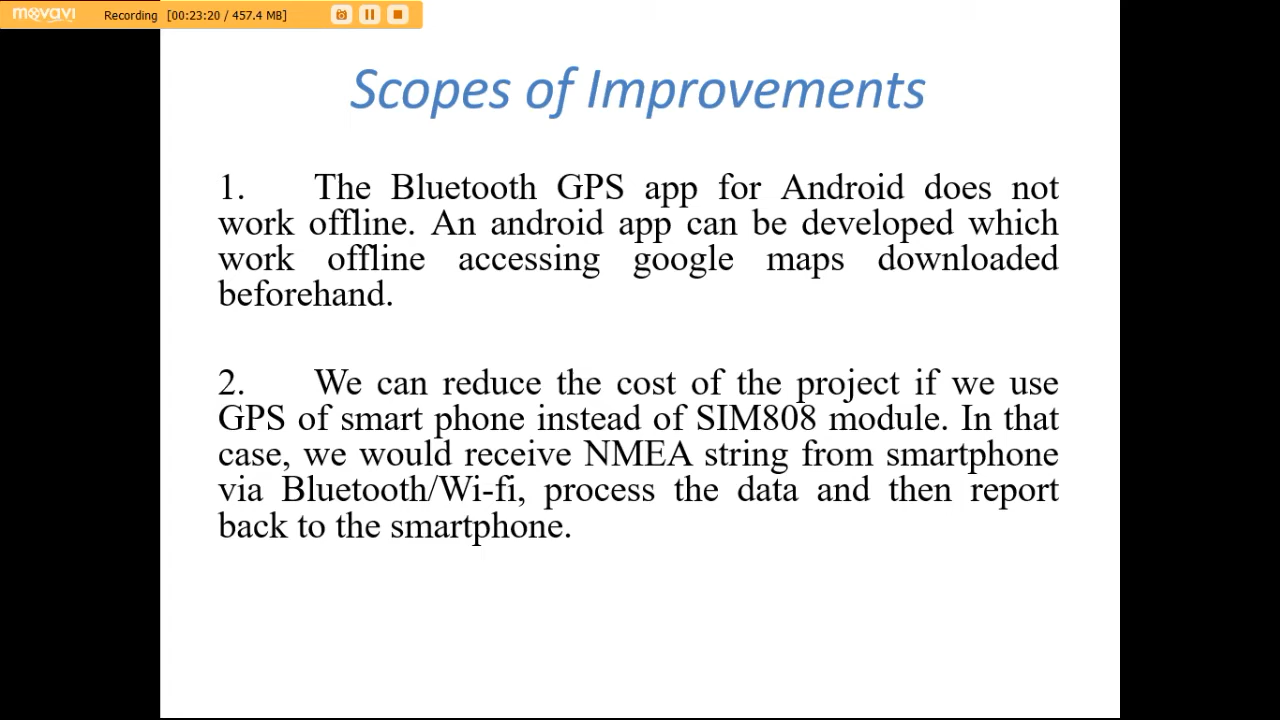 movavi Recording [00:23:20 / 457.4 MB]
Scopes of Improvements
1. The Bluetooth GPS app for Android does not
work offline. An android app can be developed which
work offline accessing google maps downloaded
beforehand.
2. We can reduce the cost of the project if we use
GPS of smart phone instead of SIM808 module. In that
case, we would receive NMEA string from smartphone
via Bluetooth/Wi-fi, process the data and then report
back to the smartphone.